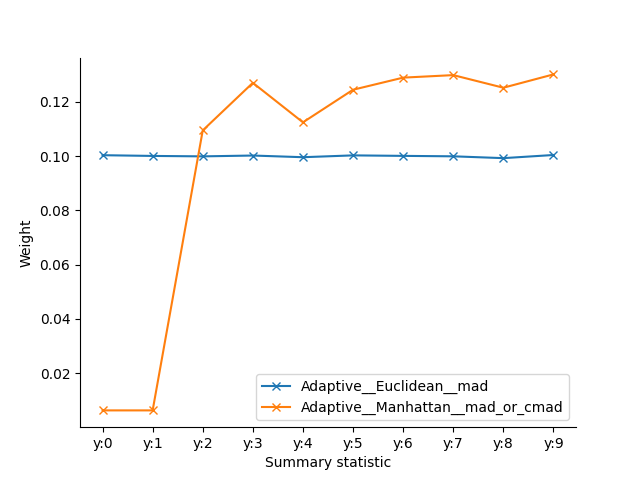 0.12
0.10
0.08
0.06
0.04
0.02
Weight
Adaptive__Euclidean__mad
Adaptive__Manhattan__mad_or_cmad
y:0 y:1 y:2 y:3 y:4 y:5 y:6 y:7 y:8 y:9
Summary statistic